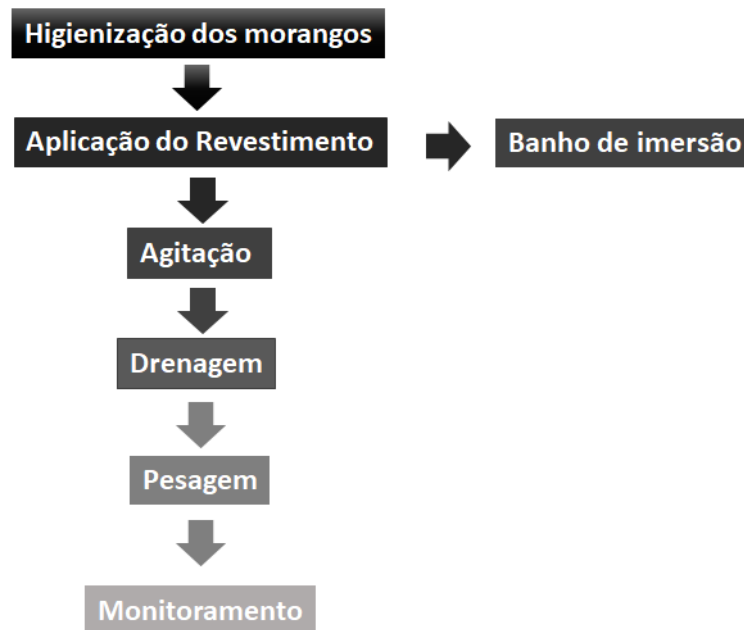 Higienização dos morangos
Aplicação do Revestimento
Banho de imersão
Agitação
Drenagem
Pesagem
Monitoramento